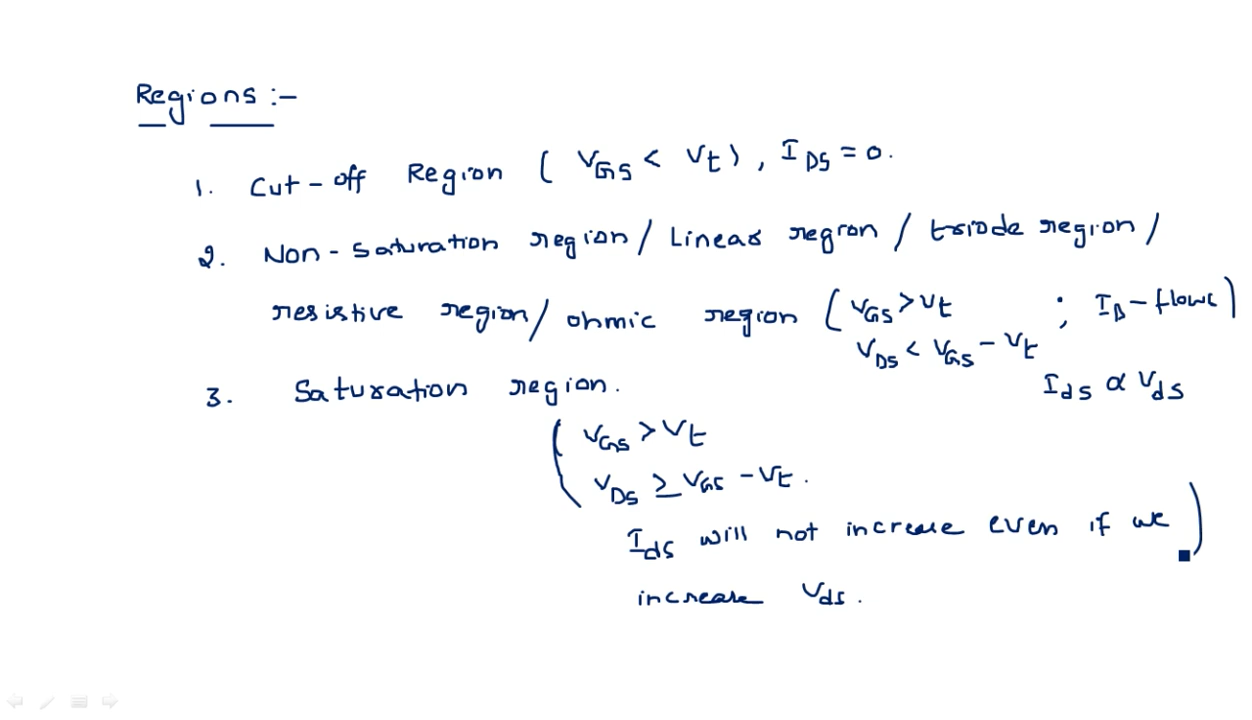 Regions :-
1. Cut-off Region ( VGS < Vt ) , IDS = 0.
2. Non-saturation region / Linear region / triode region /
resistive region / ohmic region ( VGS > Vt ; ID - flows )
VDS < VGS - Vt
Ids ∝ Vds
3. Saturation region.
( VGS > Vt
VDS ≥ VGS - Vt .
Ids will not increase even if we )
increase Vds .